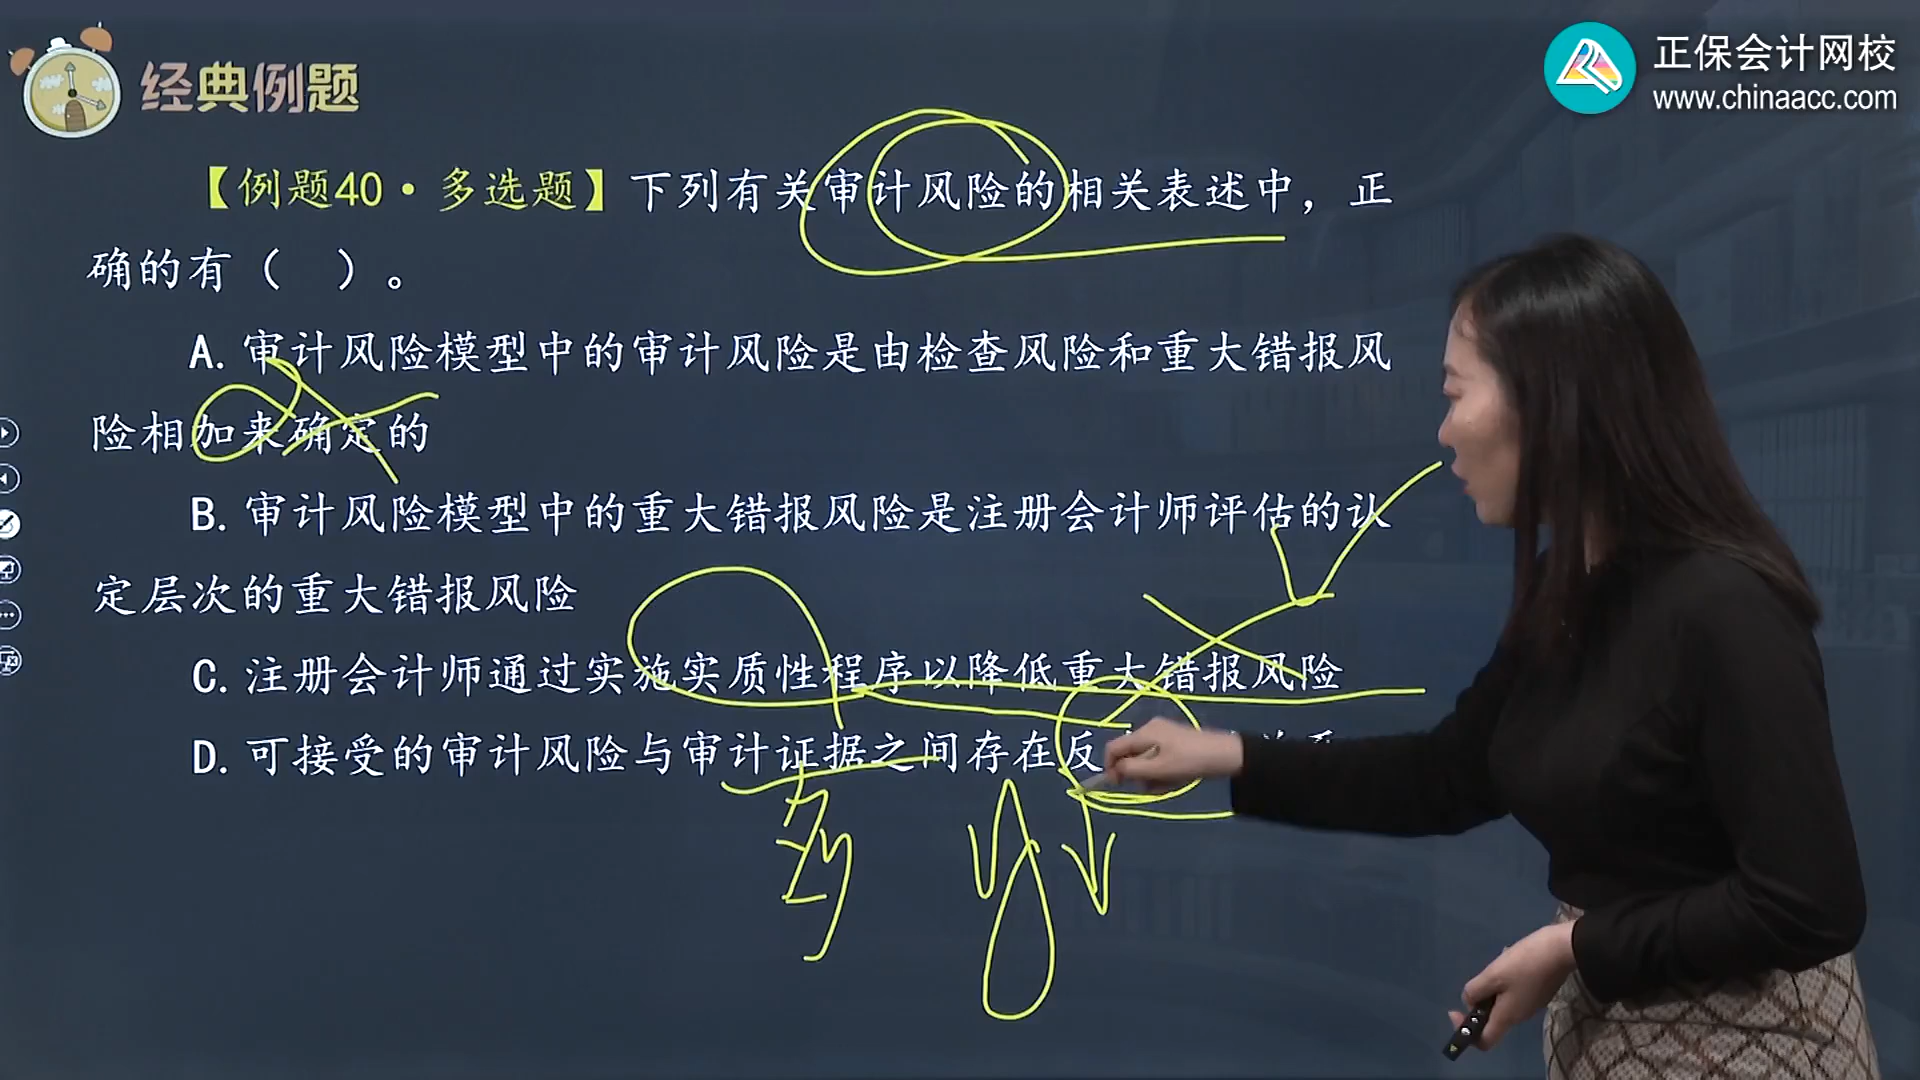 经典例题
正保会计网校
www.chinaacc.com
【例题40·多选题】下列有关审计风险的相关表述中，正
确的有（ ）。
A. 审计风险模型中的审计风险是由检查风险和重大错报风
险相加来确定的
B. 审计风险模型中的重大错报风险是注册会计师评估的认
定层次的重大错报风险
C. 注册会计师通过实施实质性程序以降低重大错报风险
D. 可接受的审计风险与审计证据之间存在反
多